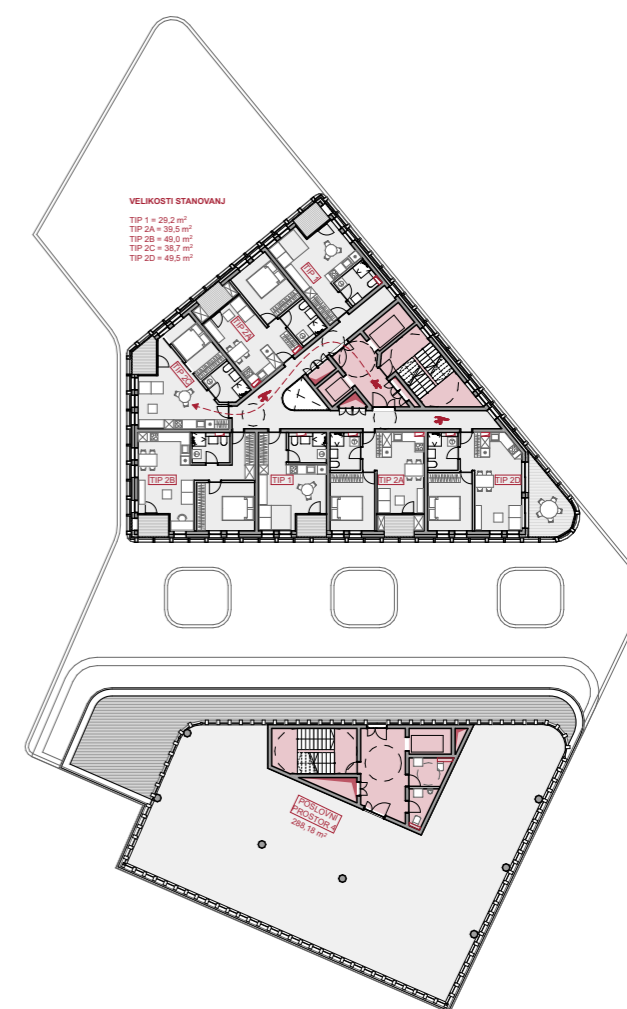 VELIKOSTI STANOVANJ
TIP 1 = 29,2 m²
TIP 2A = 39,5 m²
TIP 2B = 49,0 m²
TIP 2C = 38,7 m²
TIP 2D = 49,5 m²
TIP 1
TIP 2A
TIP 2C
TIP 2B
TIP 1
TIP 2A
TIP 2D
POSLOVNI
PROSTOR 4
288,18 m²